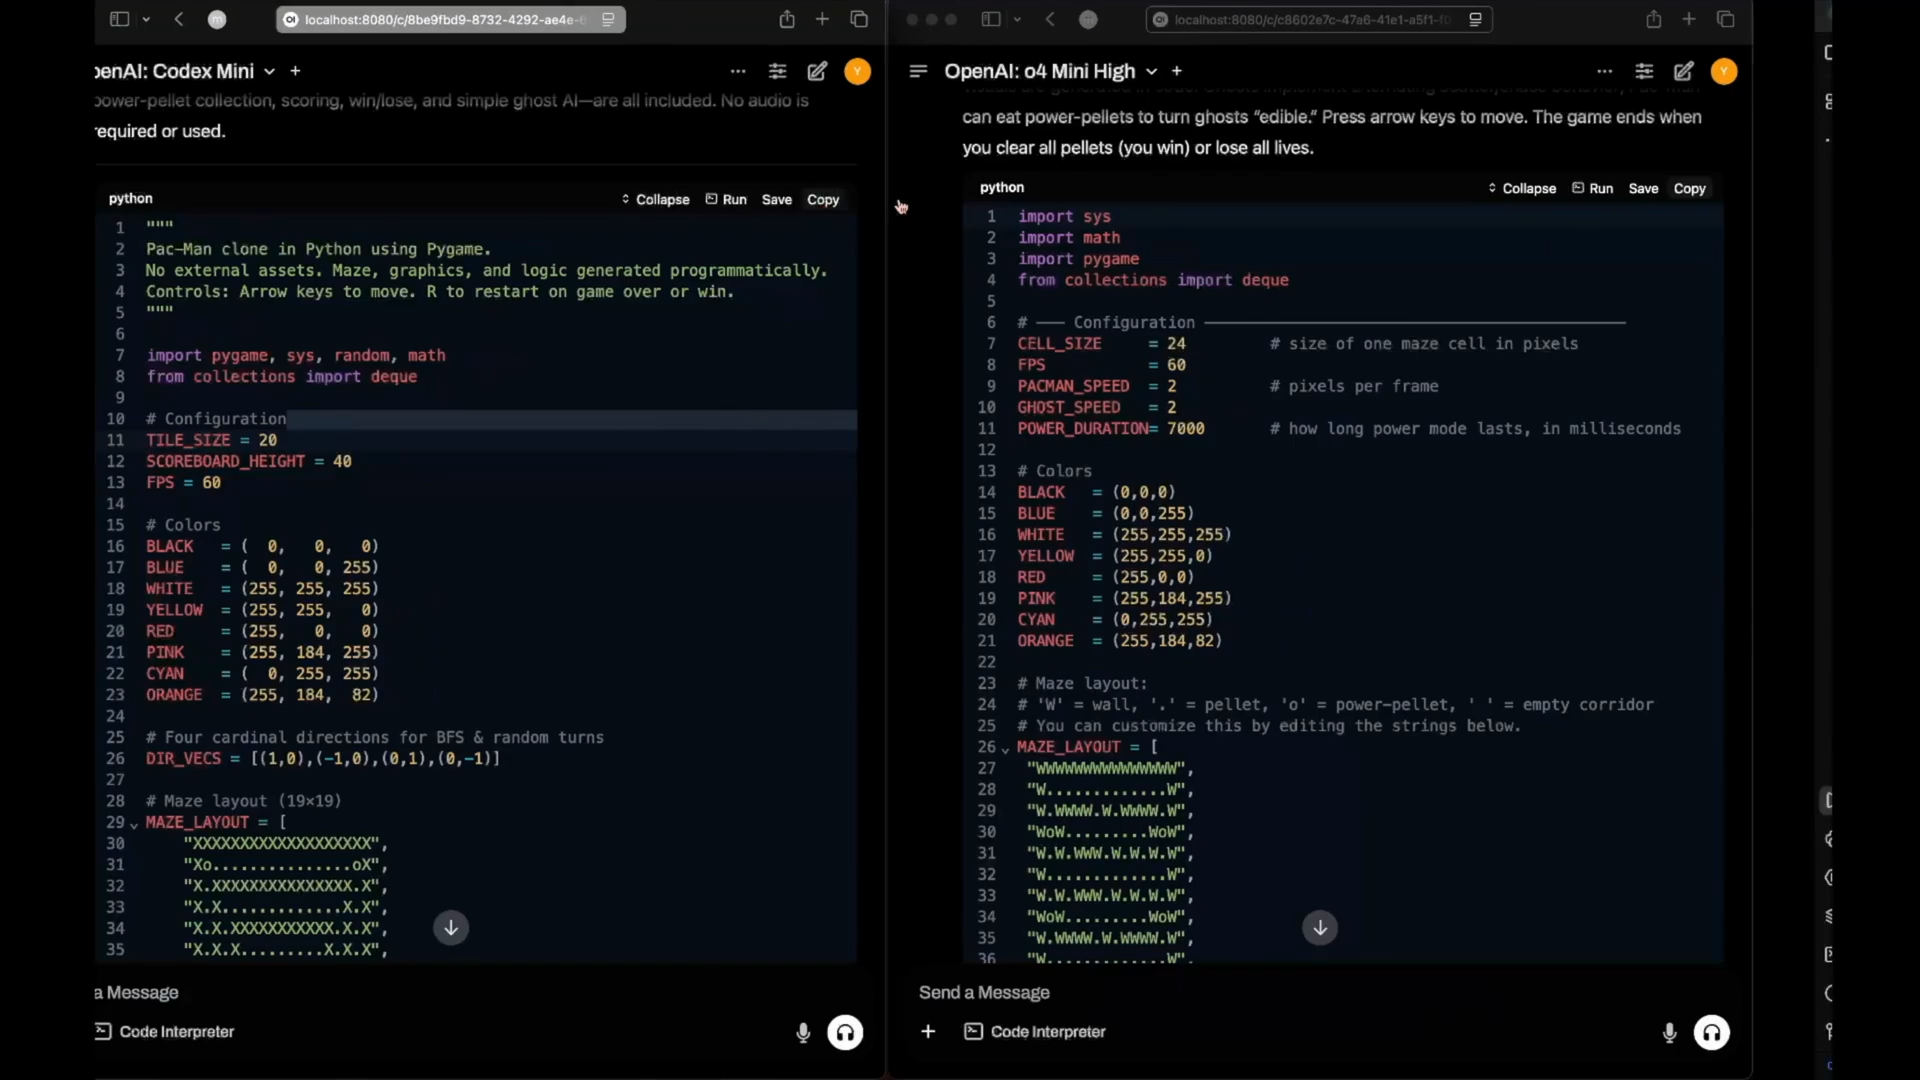 localhost:8080/c/8be9fbd9-8732-4292-ae4e-
penAI: Codex Mini
power-pellet collection, scoring, win/lose, and simple ghost AI—are all included. No audio is
required or used.
python
Collapse
Run
Save
Copy
1 """
2 Pac-Man clone in Python using Pygame.
3 No external assets. Maze, graphics, and logic generated programmatically.
4 Controls: Arrow keys to move. R to restart on game over or win.
5 """
6
7 import pygame, sys, random, math
8 from collections import deque
9
10 # Configuration
11 TILE_SIZE = 20
12 SCOREBOARD_HEIGHT = 40
13 FPS = 60
14
15 # Colors
16 BLACK   = (  0,   0,   0)
17 BLUE    = (  0,   0, 255)
18 WHITE   = (255, 255, 255)
19 YELLOW  = (255, 255,   0)
20 RED     = (255,   0,   0)
21 PINK    = (255, 184, 255)
22 CYAN    = (  0, 255, 255)
23 ORANGE  = (255, 184,  82)
24
25 # Four cardinal directions for BFS & random turns
26 DIR_VECS = [(1,0),(-1,0),(0,1),(0,-1)]
27
28 # Maze layout (19×19)
29 MAZE_LAYOUT = [
30 "XXXXXXXXXXXXXXXXXXX",
31 "Xo...............oX",
32 "X.XXXXXXXXXXXXXXX.X",
33 "X.X.............X.X",
34 "X.X.XXXXXXXXXXX.X.X",
35 "X.X.X.........X.X.X",
a Message
Code Interpreter
localhost:8080/c/c8602e7c-47a6-41e1-a5f1-f
OpenAI: o4 Mini High
can eat power-pellets to turn ghosts “edible.” Press arrow keys to move. The game ends when
you clear all pellets (you win) or lose all lives.
python
Collapse
Run
Save
Copy
1 import sys
2 import math
3 import pygame
4 from collections import deque
5
6 # —— Configuration ——————————
7 CELL_SIZE     = 24         # size of one maze cell in pixels
8 FPS           = 60
9 PACMAN_SPEED  = 2          # pixels per frame
10 GHOST_SPEED   = 2
11 POWER_DURATION= 7000       # how long power mode lasts, in milliseconds
12
13 # Colors
14 BLACK   = (0,0,0)
15 BLUE    = (0,0,255)
16 WHITE   = (255,255,255)
17 YELLOW  = (255,255,0)
18 RED     = (255,0,0)
19 PINK    = (255,184,255)
20 CYAN    = (0,255,255)
21 ORANGE  = (255,184,82)
22
23 # Maze layout:
24 # 'W' = wall, '.' = pellet, 'o' = power-pellet, ' ' = empty corridor
25 # You can customize this by editing the strings below.
26 MAZE_LAYOUT = [
27 "WWWWWWWWWWWWWWW",
28 "W.............W",
29 "W.WWWW.W.WWWW.W",
30 "WoW.........WoW",
31 "W.W.WWW.W.W.W.W",
32 "W.............W",
33 "W.W.WWW.W.W.W.W",
34 "WoW.........WoW",
35 "W.WWWW.W.WWWW.W",
36 "W.............W",
Send a Message
Code Interpreter